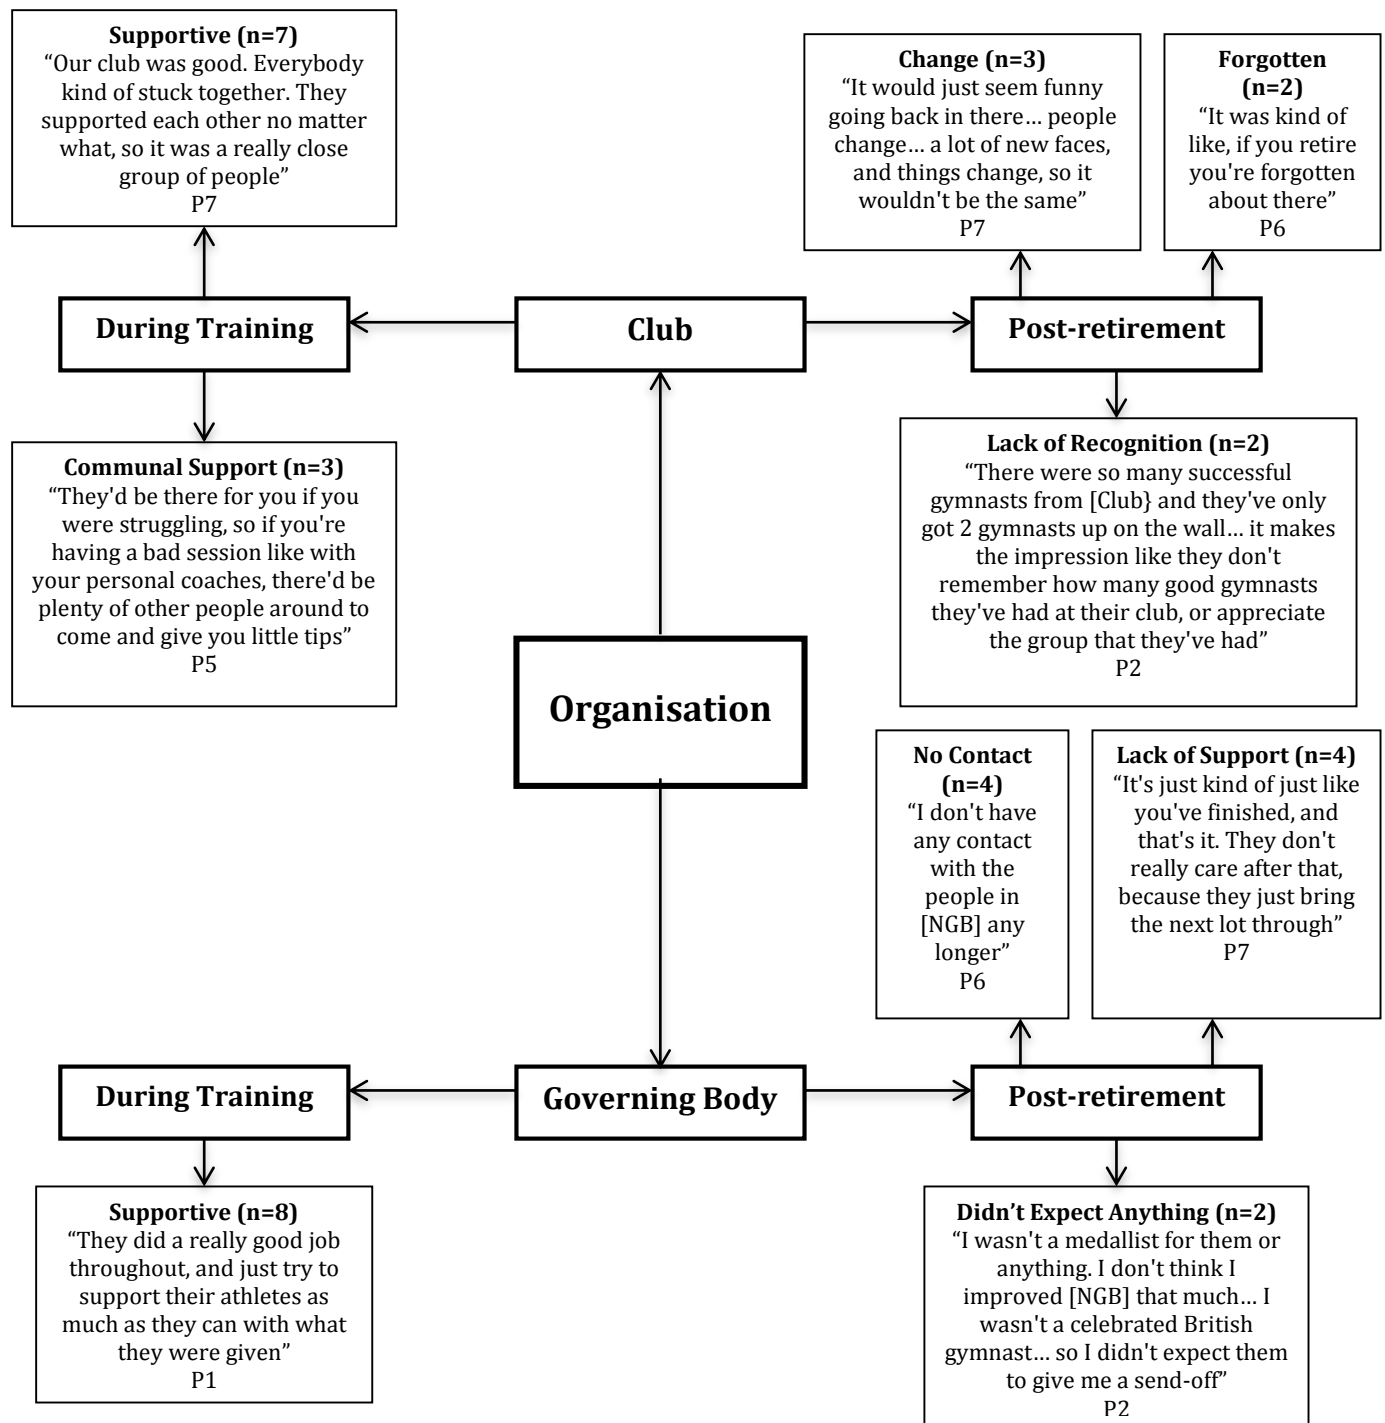 Supportive (n=7)
“Our club was good. Everybody
kind of stuck together. They
supported each other no matter
what, so it was a really close
group of people”
P7
Change (n=3)
“It would just seem funny
going back in there… people
change… a lot of new faces,
and things change, so it
wouldn't be the same”
P7
Forgotten
(n=2)
“It was kind of
like, if you retire
you're forgotten
about there”
P6
During Training
Club
Post-retirement
Communal Support (n=3)
“They'd be there for you if you
were struggling, so if you're
having a bad session like with
your personal coaches, there'd be
plenty of other people around to
come and give you little tips”
P5
Lack of Recognition (n=2)
“There were so many successful
gymnasts from [Club} and they've only
got 2 gymnasts up on the wall… it makes
the impression like they don't
remember how many good gymnasts
they've had at their club, or appreciate
the group that they've had”
P2
Organisation
No Contact
(n=4)
“I don't have
any contact
with the
people in
[NGB] any
longer”
P6
Lack of Support (n=4)
“It's just kind of just like
you've finished, and
that's it. They don't
really care after that,
because they just bring
the next lot through”
P7
During Training
Governing Body
Post-retirement
Supportive (n=8)
“They did a really good job
throughout, and just try to
support their athletes as
much as they can with what
they were given”
P1
Didn’t Expect Anything (n=2)
“I wasn't a medallist for them or
anything. I don't think I
improved [NGB] that much… I
wasn't a celebrated British
gymnast… so I didn't expect them
to give me a send-off”
P2